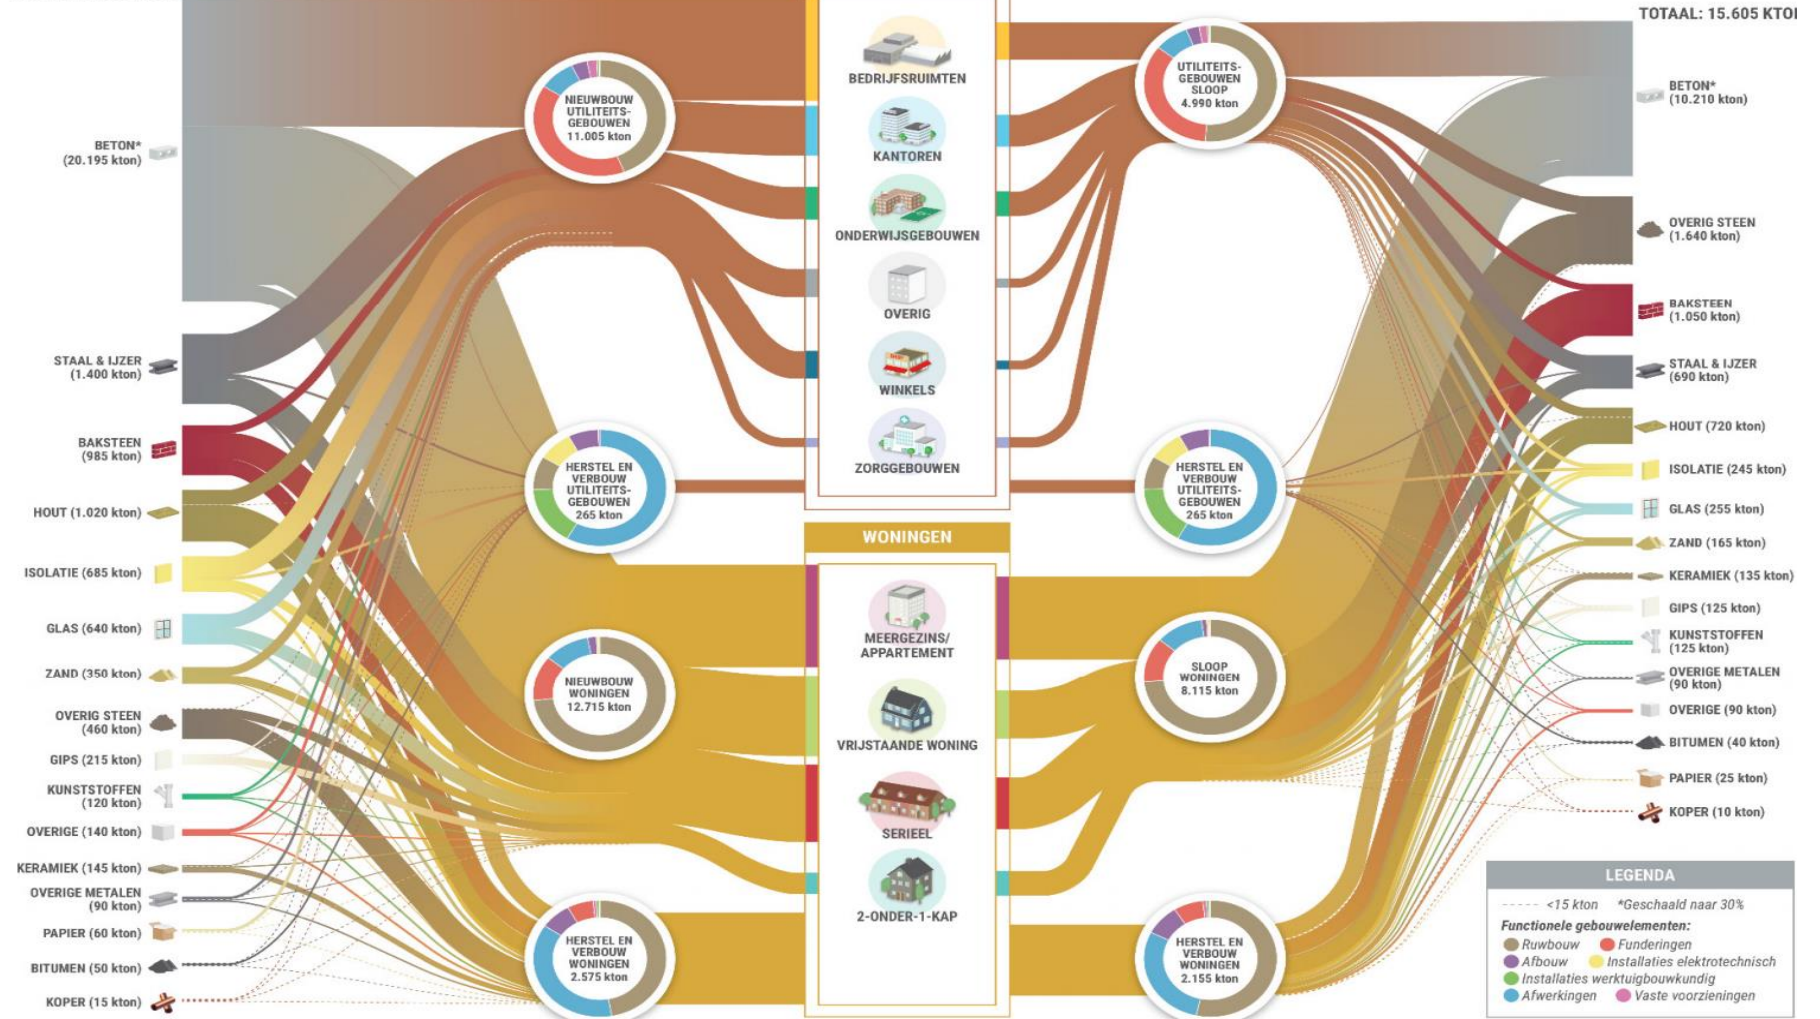 TOTAAL: 15.605 KTON
BETON*
(20.195 kton)
STAAL & IJZER
(1.400 kton)
BAKSTEEN
(985 kton)
HOUT (1.020 kton)
ISOLATIE (685 kton)
GLAS (640 kton)
ZAND (350 kton)
OVERIG STEEN
(460 kton)
GIPS (215 kton)
KUNSTSTOFFEN
(120 kton)
OVERIGE (140 kton)
KERAMIEK (145 kton)
OVERIGE METALEN
(90 kton)
PAPIER (60 kton)
BITUMEN (50 kton)
KOPER (15 kton)
NIEUWBOUW
UTILITEITS-
GEBOUWEN
11.005 kton
HERSTEL EN
VERBOUW
UTILITEITS-
GEBOUWEN
265 kton
NIEUWBOUW
WONINGEN
12.715 kton
HERSTEL EN
VERBOUW
WONINGEN
2.575 kton
BEDRIJFSRUIMTEN
KANTOREN
ONDERWIJSGEBOUWEN
OVERIG
WINKELS
ZORGGEBOUWEN
WONINGEN
MEERGEZINS/
APPARTEMENT
VRIJSTAANDE WONING
SERIEEL
2-ONDER-1-KAP
UTILITEITS-
GEBOUWEN
SLOOP
4.990 kton
HERSTEL EN
VERBOUW
UTILITEITS-
GEBOUWEN
265 kton
SLOOP
WONINGEN
8.115 kton
HERSTEL EN
VERBOUW
WONINGEN
2.155 kton
BETON*
(10.210 kton)
OVERIG STEEN
(1.640 kton)
BAKSTEEN
(1.050 kton)
STAAL & IJZER
(690 kton)
HOUT (720 kton)
ISOLATIE (245 kton)
GLAS (255 kton)
ZAND (165 kton)
KERAMIEK (135 kton)
GIPS (125 kton)
KUNSTSTOFFEN
(125 kton)
OVERIGE METALEN
(90 kton)
OVERIGE (90 kton)
BITUMEN (40 kton)
PAPIER (25 kton)
KOPER (10 kton)
LEGENDA
<15 kton *Geschaald naar 30%
Functionele gebouwelementen:
Ruwbouw Funderingen
Afbouw Installaties elektrotechnisch
Installaties werktuigbouwkundig
Afwerkingen Vaste voorzieningen